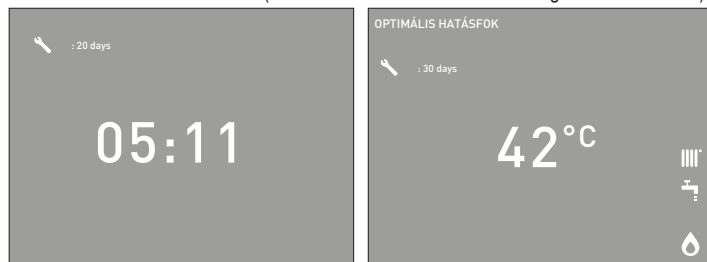 : 20 days
05:11
OPTIMÁLIS HATÁSFOK
: 30 days
42°C